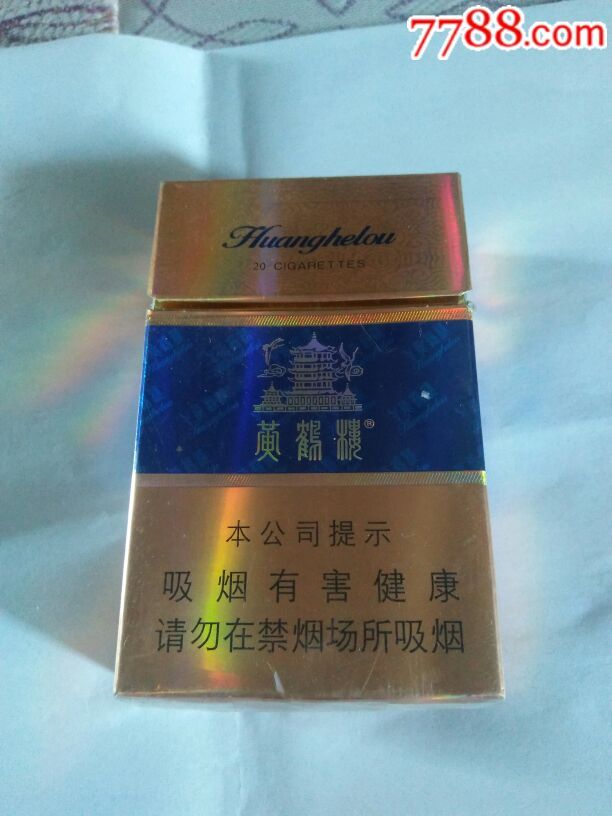 7788.com
Huanghelou
20 CIGARETTES
黄鹤楼®
本公司提示
吸烟有害健康
请勿在禁烟场所吸烟